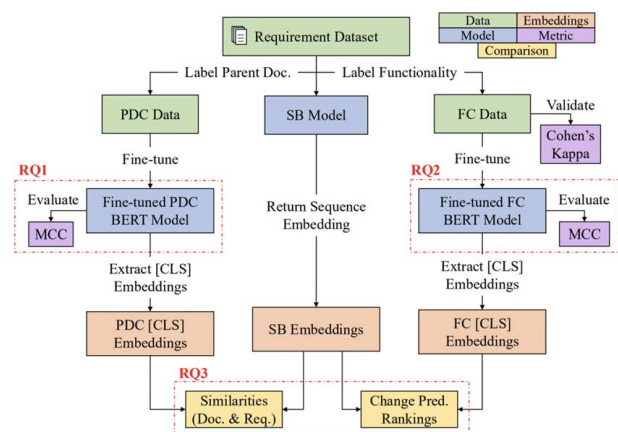 Requirement Dataset
Data
Embeddings
Model
Metric
Comparison
Label Parent Doc.
Label Functionality
PDC Data
SB Model
FC Data
Validate
Cohen's
Kappa
Fine-tune
Fine-tune
RQ1
RQ2
Evaluate
Fine-tuned PDC
BERT Model
MCC
Return Sequence
Embedding
Fine-tuned FC
BERT Model
Evaluate
MCC
Extract [CLS]
Embeddings
Extract [CLS]
Embeddings
PDC [CLS]
Embeddings
SB Embeddings
FC [CLS]
Embeddings
RQ3
Similarities
(Doc. & Req.)
Change Pred.
Rankings